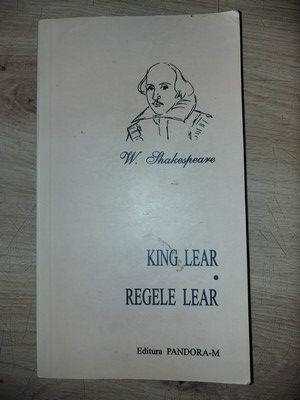 W. Shakespeare
KING LEAR
•
REGELE LEAR
Editura PANDORA-M